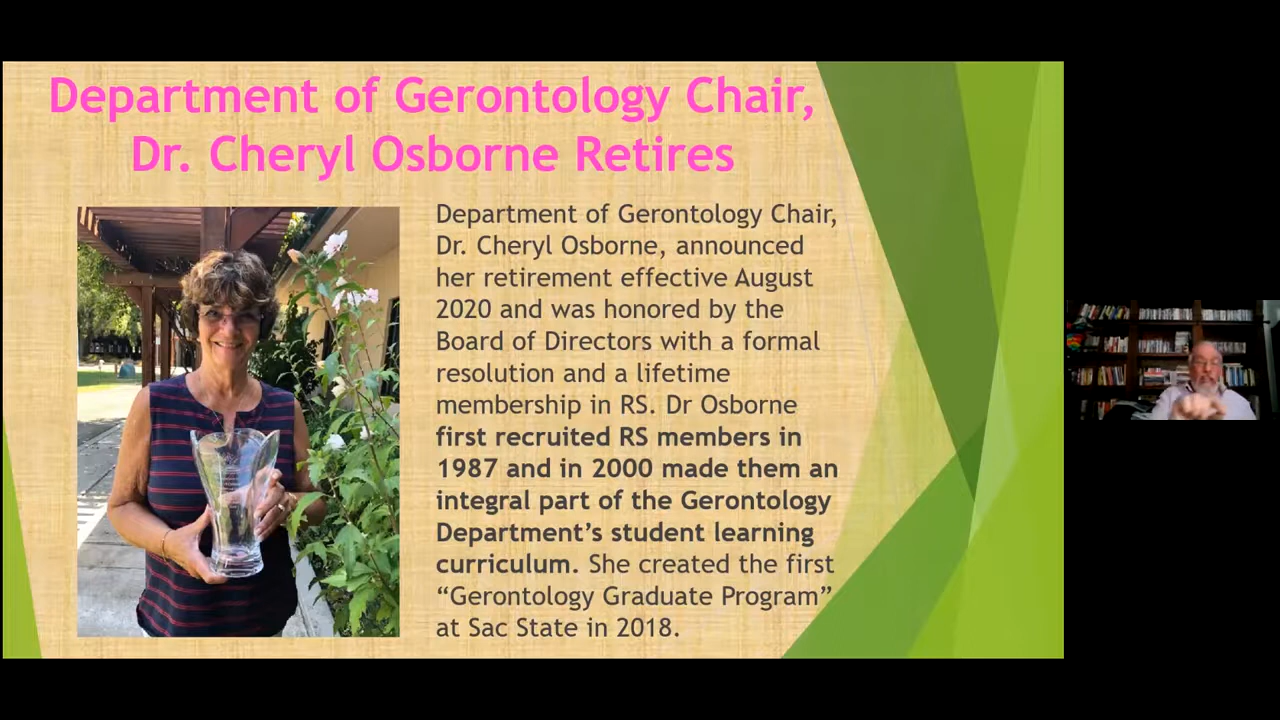 Department of Gerontology Chair,
Dr. Cheryl Osborne Retires
Department of Gerontology Chair,
Dr. Cheryl Osborne, announced
her retirement effective August
2020 and was honored by the
Board of Directors with a formal
resolution and a lifetime
membership in RS. Dr Osborne
first recruited RS members in
1987 and in 2000 made them an
integral part of the Gerontology
Department’s student learning
curriculum. She created the first
“Gerontology Graduate Program”
at Sac State in 2018.